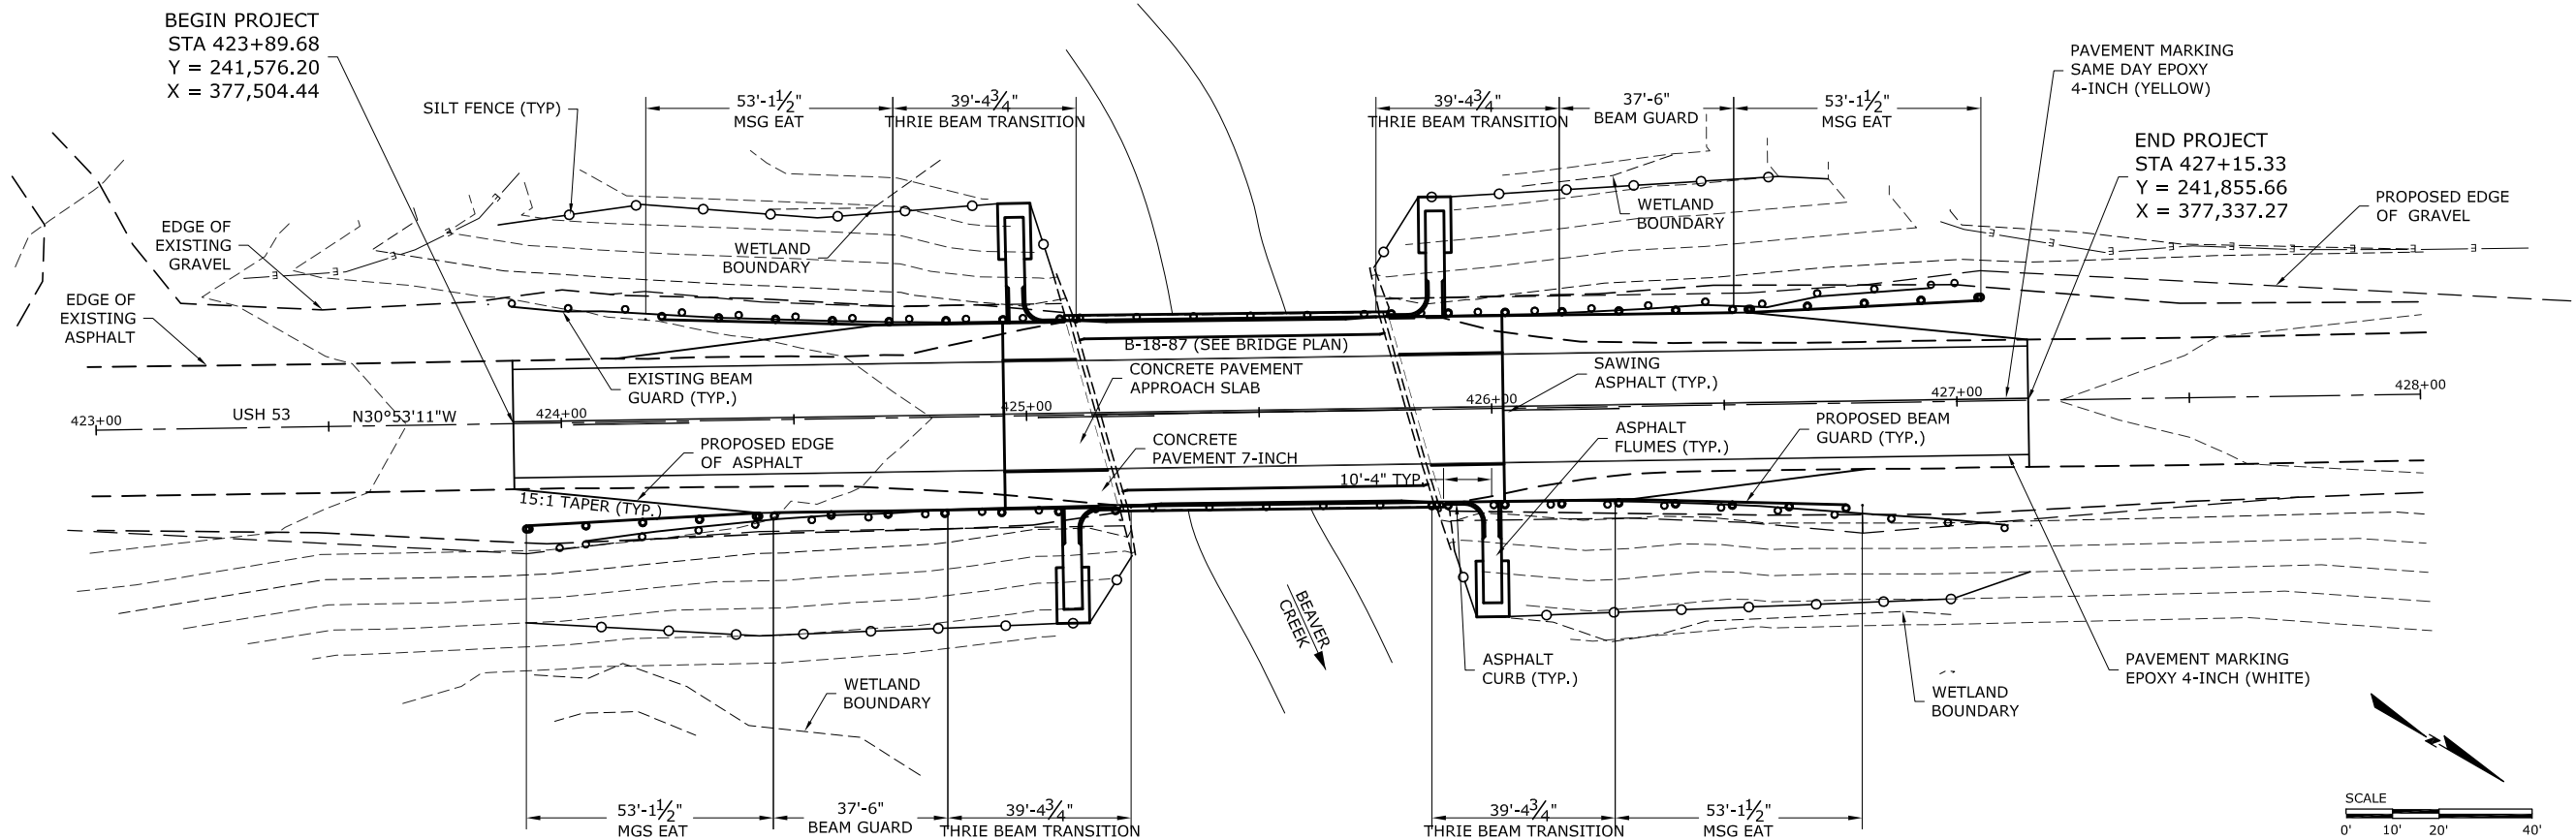 BEGIN PROJECT
STA 423+89.68
Y = 241,576.20
X = 377,504.44
SILT FENCE (TYP)
53'-1½"
MSG EAT
39'-4¾"
THRIE BEAM TRANSITION
39'-4¾"
THRIE BEAM TRANSITION
37'-6"
BEAM GUARD
53'-1½"
MSG EAT
PAVEMENT MARKING
SAME DAY EPOXY
4-INCH (YELLOW)
END PROJECT
STA 427+15.33
Y = 241,855.66
X = 377,337.27
PROPOSED EDGE
OF GRAVEL
EDGE OF
EXISTING
GRAVEL
WETLAND
BOUNDARY
WETLAND
BOUNDARY
E
E
E
E
E
E
E
E
E
E
E
E
E
EDGE OF
EXISTING
ASPHALT
B-18-87 (SEE BRIDGE PLAN)
EXISTING BEAM
GUARD (TYP.)
CONCRETE PAVEMENT
APPROACH SLAB
SAWING
ASPHALT (TYP.)
423+00
USH 53
N30°53'11"W
424+00
425+00
426+00
427+00
428+00
PROPOSED EDGE
OF ASPHALT
CONCRETE
PAVEMENT 7-INCH
ASPHALT
FLUMES (TYP.)
PROPOSED BEAM
GUARD (TYP.)
10'-4" TYP.
15:1 TAPER (TYP.)
BEAVER
CREEK
ASPHALT
CURB (TYP.)
WETLAND
BOUNDARY
WETLAND
BOUNDARY
PAVEMENT MARKING
EPOXY 4-INCH (WHITE)
53'-1½"
MGS EAT
37'-6"
BEAM GUARD
39'-4¾"
THRIE BEAM TRANSITION
39'-4¾"
THRIE BEAM TRANSITION
53'-1½"
MSG EAT
N
SCALE
0' 10' 20' 40'